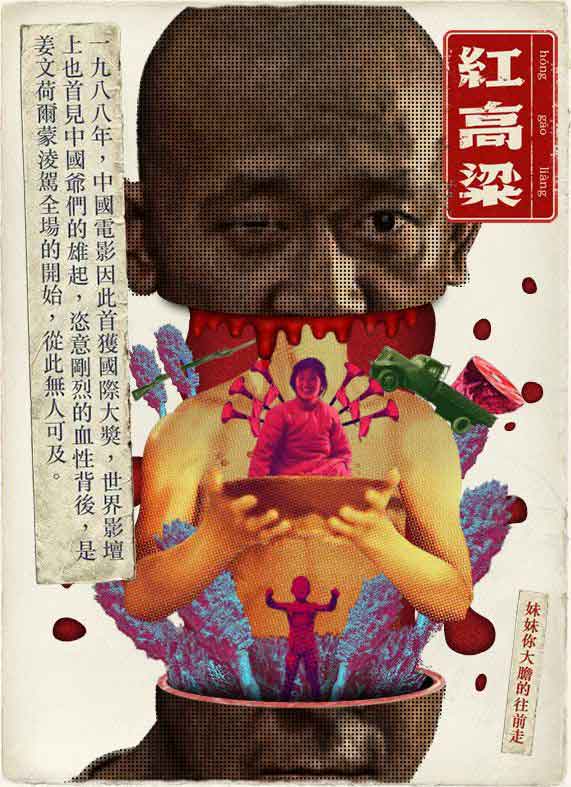 紅高粱
hóng gāo liàng
一九八八年，中國電影因此首獲國際大獎，世界影壇
上也首見中國爺們的雄起，恣意剛烈的血性背後，是
姜文荷爾蒙淩駕全場的開始，從此無人可及。
妹妹你大膽的往前走